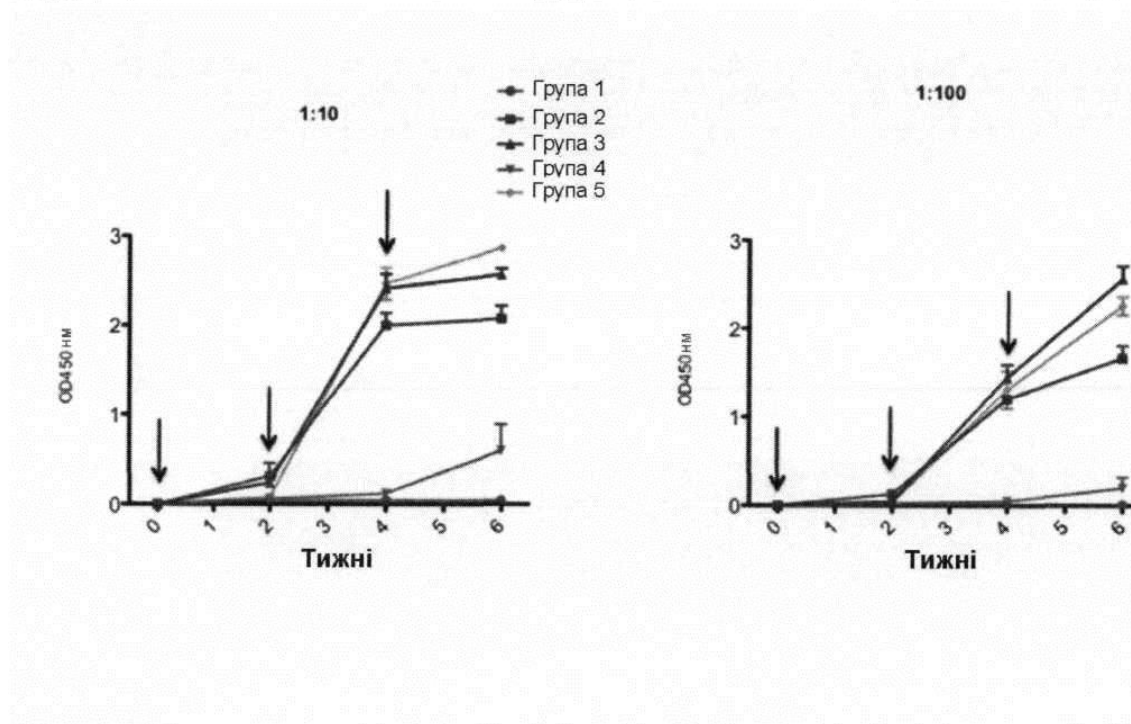 1:10
Група 1
Група 2
Група 3
Група 4
Група 5
3
2
1
0
OD450 нм
0 1 2 3 4 5 6
Тижні
1:100
3
2
1
0
OD450 нм
0 1 2 3 4 5 6
Тижні